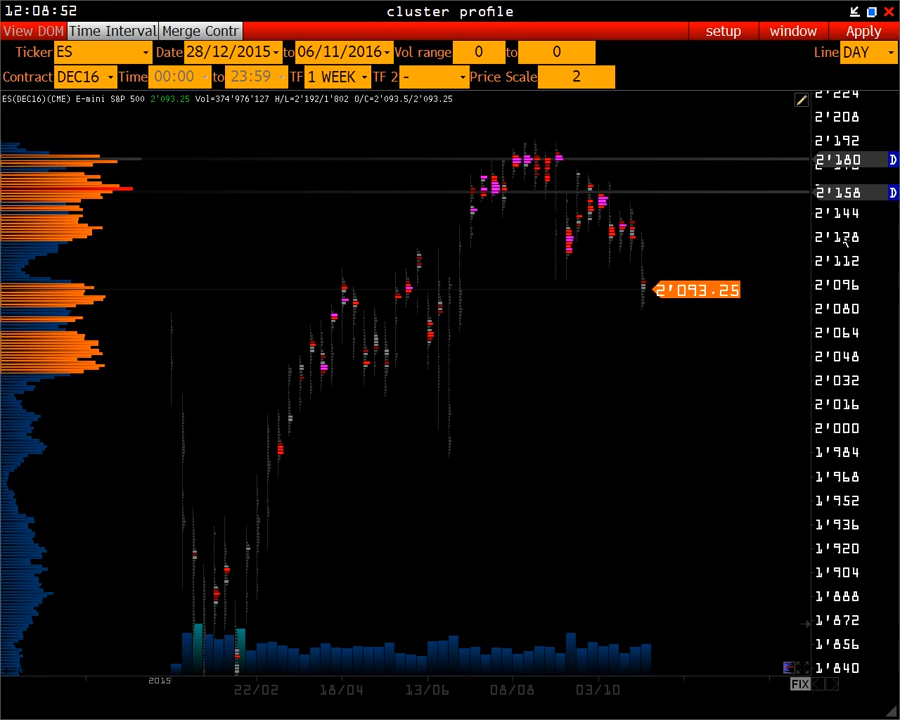 12:08:52 cluster profile
View DOM Time Interval Merge Contr setup window Apply
Ticker ES Date 28/12/2015 to 06/11/2016 Vol range 0 to 0 Line DAY
Contract DEC16 Time 00:00 to 23:59 TF 1 WEEK TF 2 - Price Scale 2
ES(DEC16)(CME) E-mini S&P 500 2'093.25 Vol=374'976'127 H/L=2'192/1'802 O/C=2'093.5/2'093.25
2'224
2'208
2'192
2'180 D
2'158 D
2'144
2'128
2'112
2'096
2'093.25
2'080
2'064
2'048
2'032
2'016
2'000
1'984
1'968
1'952
1'936
1'920
1'904
1'888
1'872
1'856
1'840
2015
FIX
22/02 18/04 13/06 08/08 03/10